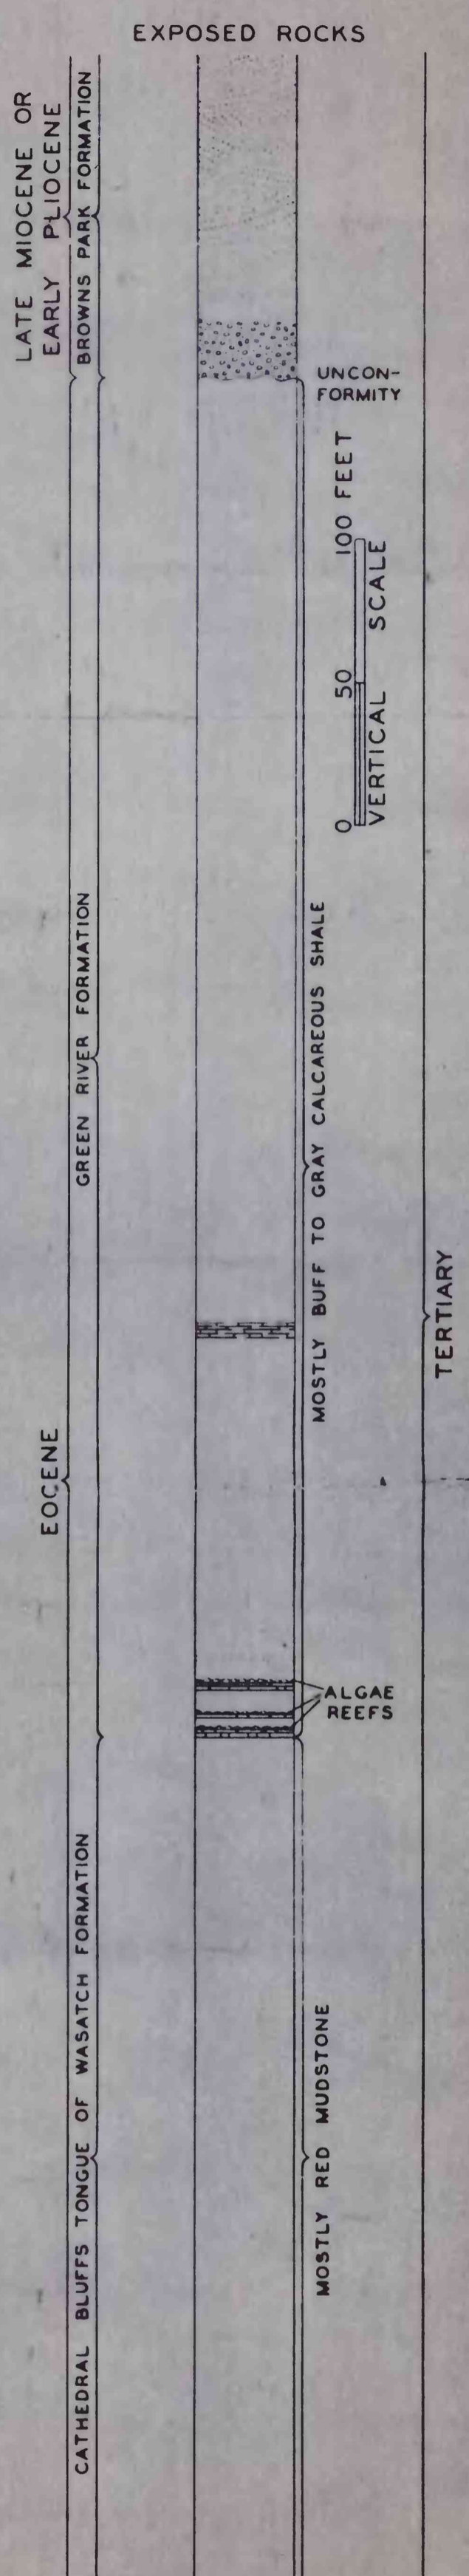 EXPOSED ROCKS
LATE MIOCENE OR
EARLY PLIOCENE
BROWNS PARK FORMATION
UNCON-
FORMITY
0 50 100 FEET
VERTICAL SCALE
GREEN RIVER FORMATION
MOSTLY BUFF TO GRAY CALCAREOUS SHALE
TERTIARY
EOCENE
ALGAE
REEFS
CATHEDRAL BLUFFS TONGUE OF WASATCH FORMATION
MOSTLY RED MUDSTONE